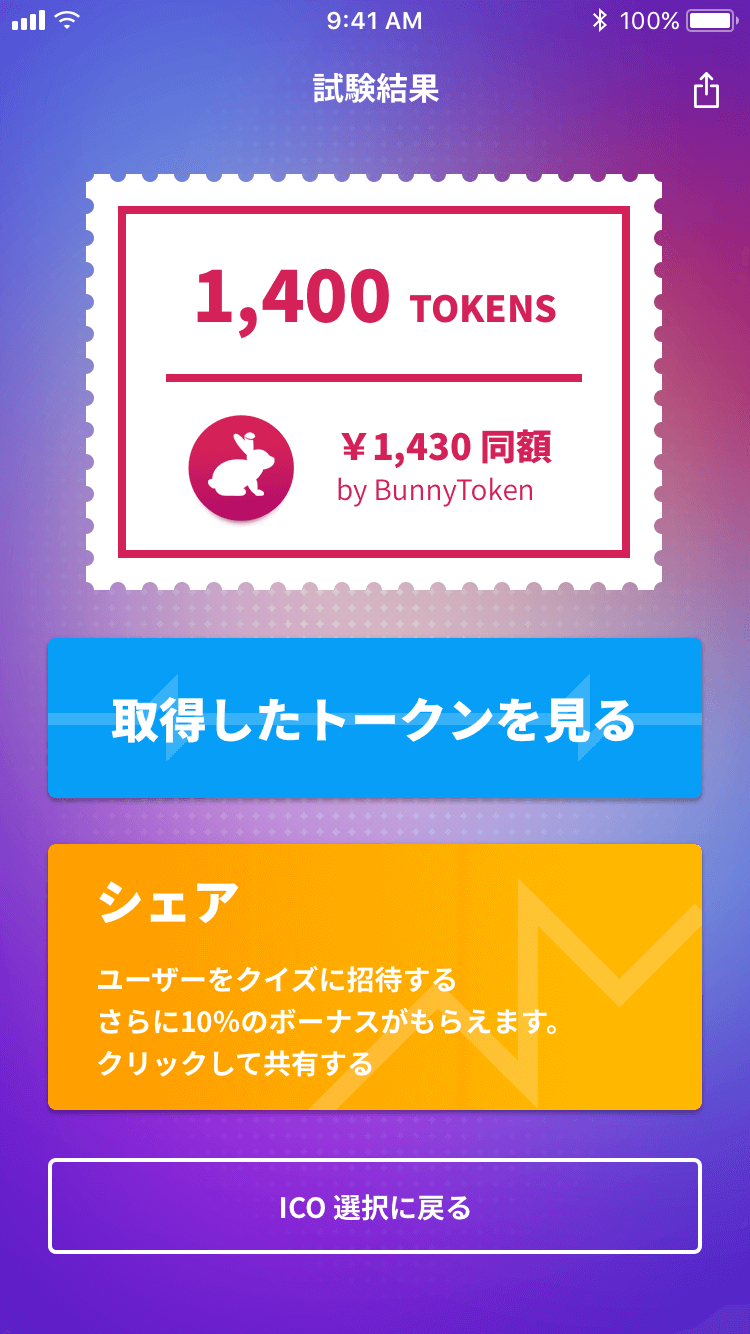 9:41 AM
100%
試験結果
1,400 TOKENS
￥1,430 同額
by BunnyToken
取得したトークンを見る
シェア
ユーザーをクイズに招待する
さらに10%のボーナスがもらえます。
クリックして共有する
ICO 選択に戻る